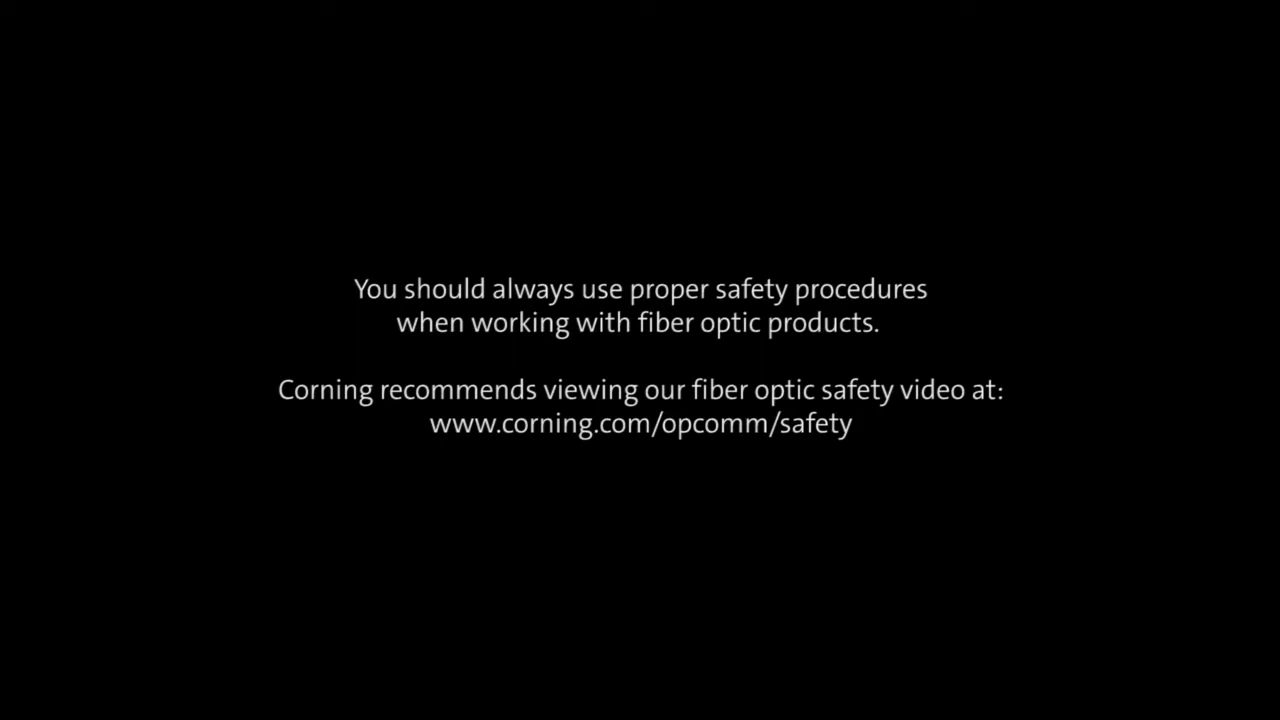 You should always use proper safety procedures
when working with fiber optic products.
Corning recommends viewing our fiber optic safety video at:
www.corning.com/opcomm/safety